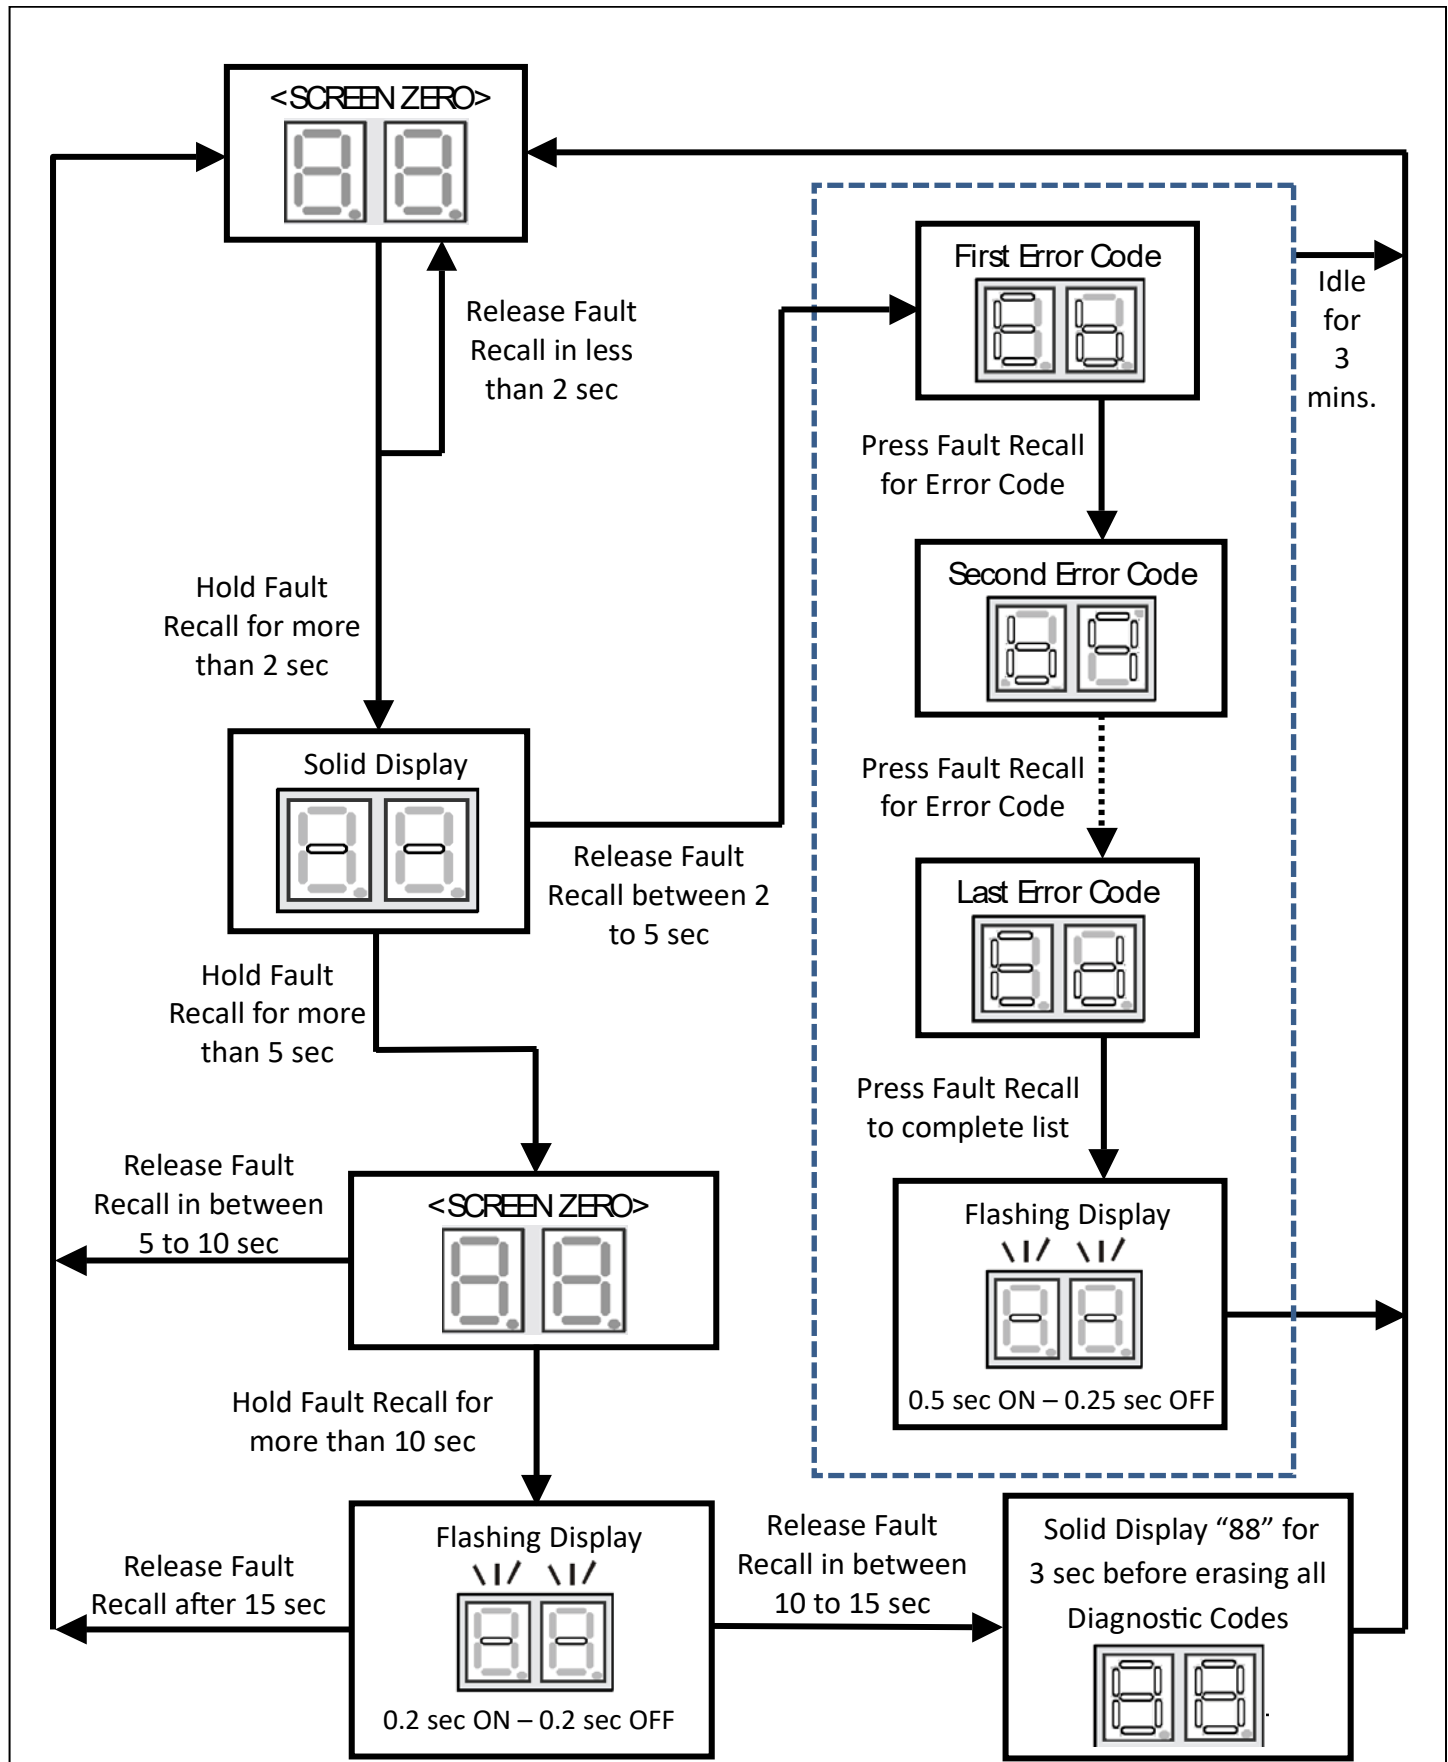 <SCREEN ZERO>
Release Fault
Recall in less
than 2 sec
First Error Code
Eb
Idle
for
3
mins.
Press Fault Recall
for Error Code
Hold Fault
Recall for more
than 2 sec
Second Error Code
b4
Solid Display
- -
Press Fault Recall
for Error Code
Release Fault
Recall between 2
to 5 sec
Last Error Code
Ed
Hold Fault
Recall for more
than 5 sec
Press Fault Recall
to complete list
Release Fault
Recall in between
5 to 10 sec
<SCREEN ZERO>
Flashing Display
- -
0.5 sec ON – 0.25 sec OFF
Hold Fault Recall for
more than 10 sec
Release Fault
Recall after 15 sec
Flashing Display
- -
0.2 sec ON – 0.2 sec OFF
Release Fault
Recall in between
10 to 15 sec
Solid Display “88” for
3 sec before erasing all
Diagnostic Codes
88